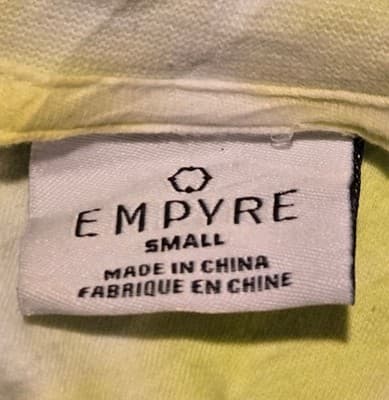 EMPYRE
SMALL
MADE IN CHINA
FABRIQUE EN CHINE